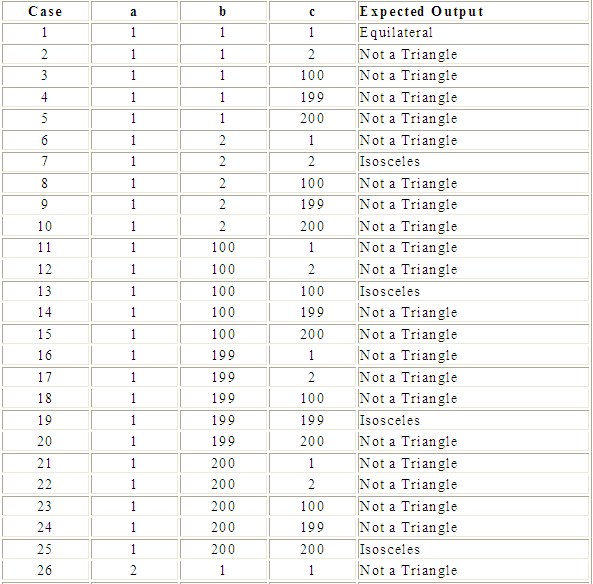 Case a b c Expected Output
1 1 1 1 Equilateral
2 1 1 2 Not a Triangle
3 1 1 100 Not a Triangle
4 1 1 199 Not a Triangle
5 1 1 200 Not a Triangle
6 1 2 1 Not a Triangle
7 1 2 2 Isosceles
8 1 2 100 Not a Triangle
9 1 2 199 Not a Triangle
10 1 2 200 Not a Triangle
11 1 100 1 Not a Triangle
12 1 100 2 Not a Triangle
13 1 100 100 Isosceles
14 1 100 199 Not a Triangle
15 1 100 200 Not a Triangle
16 1 199 1 Not a Triangle
17 1 199 2 Not a Triangle
18 1 199 100 Not a Triangle
19 1 199 199 Isosceles
20 1 199 200 Not a Triangle
21 1 200 1 Not a Triangle
22 1 200 2 Not a Triangle
23 1 200 100 Not a Triangle
24 1 200 199 Not a Triangle
25 1 200 200 Isosceles
26 2 1 1 Not a Triangle